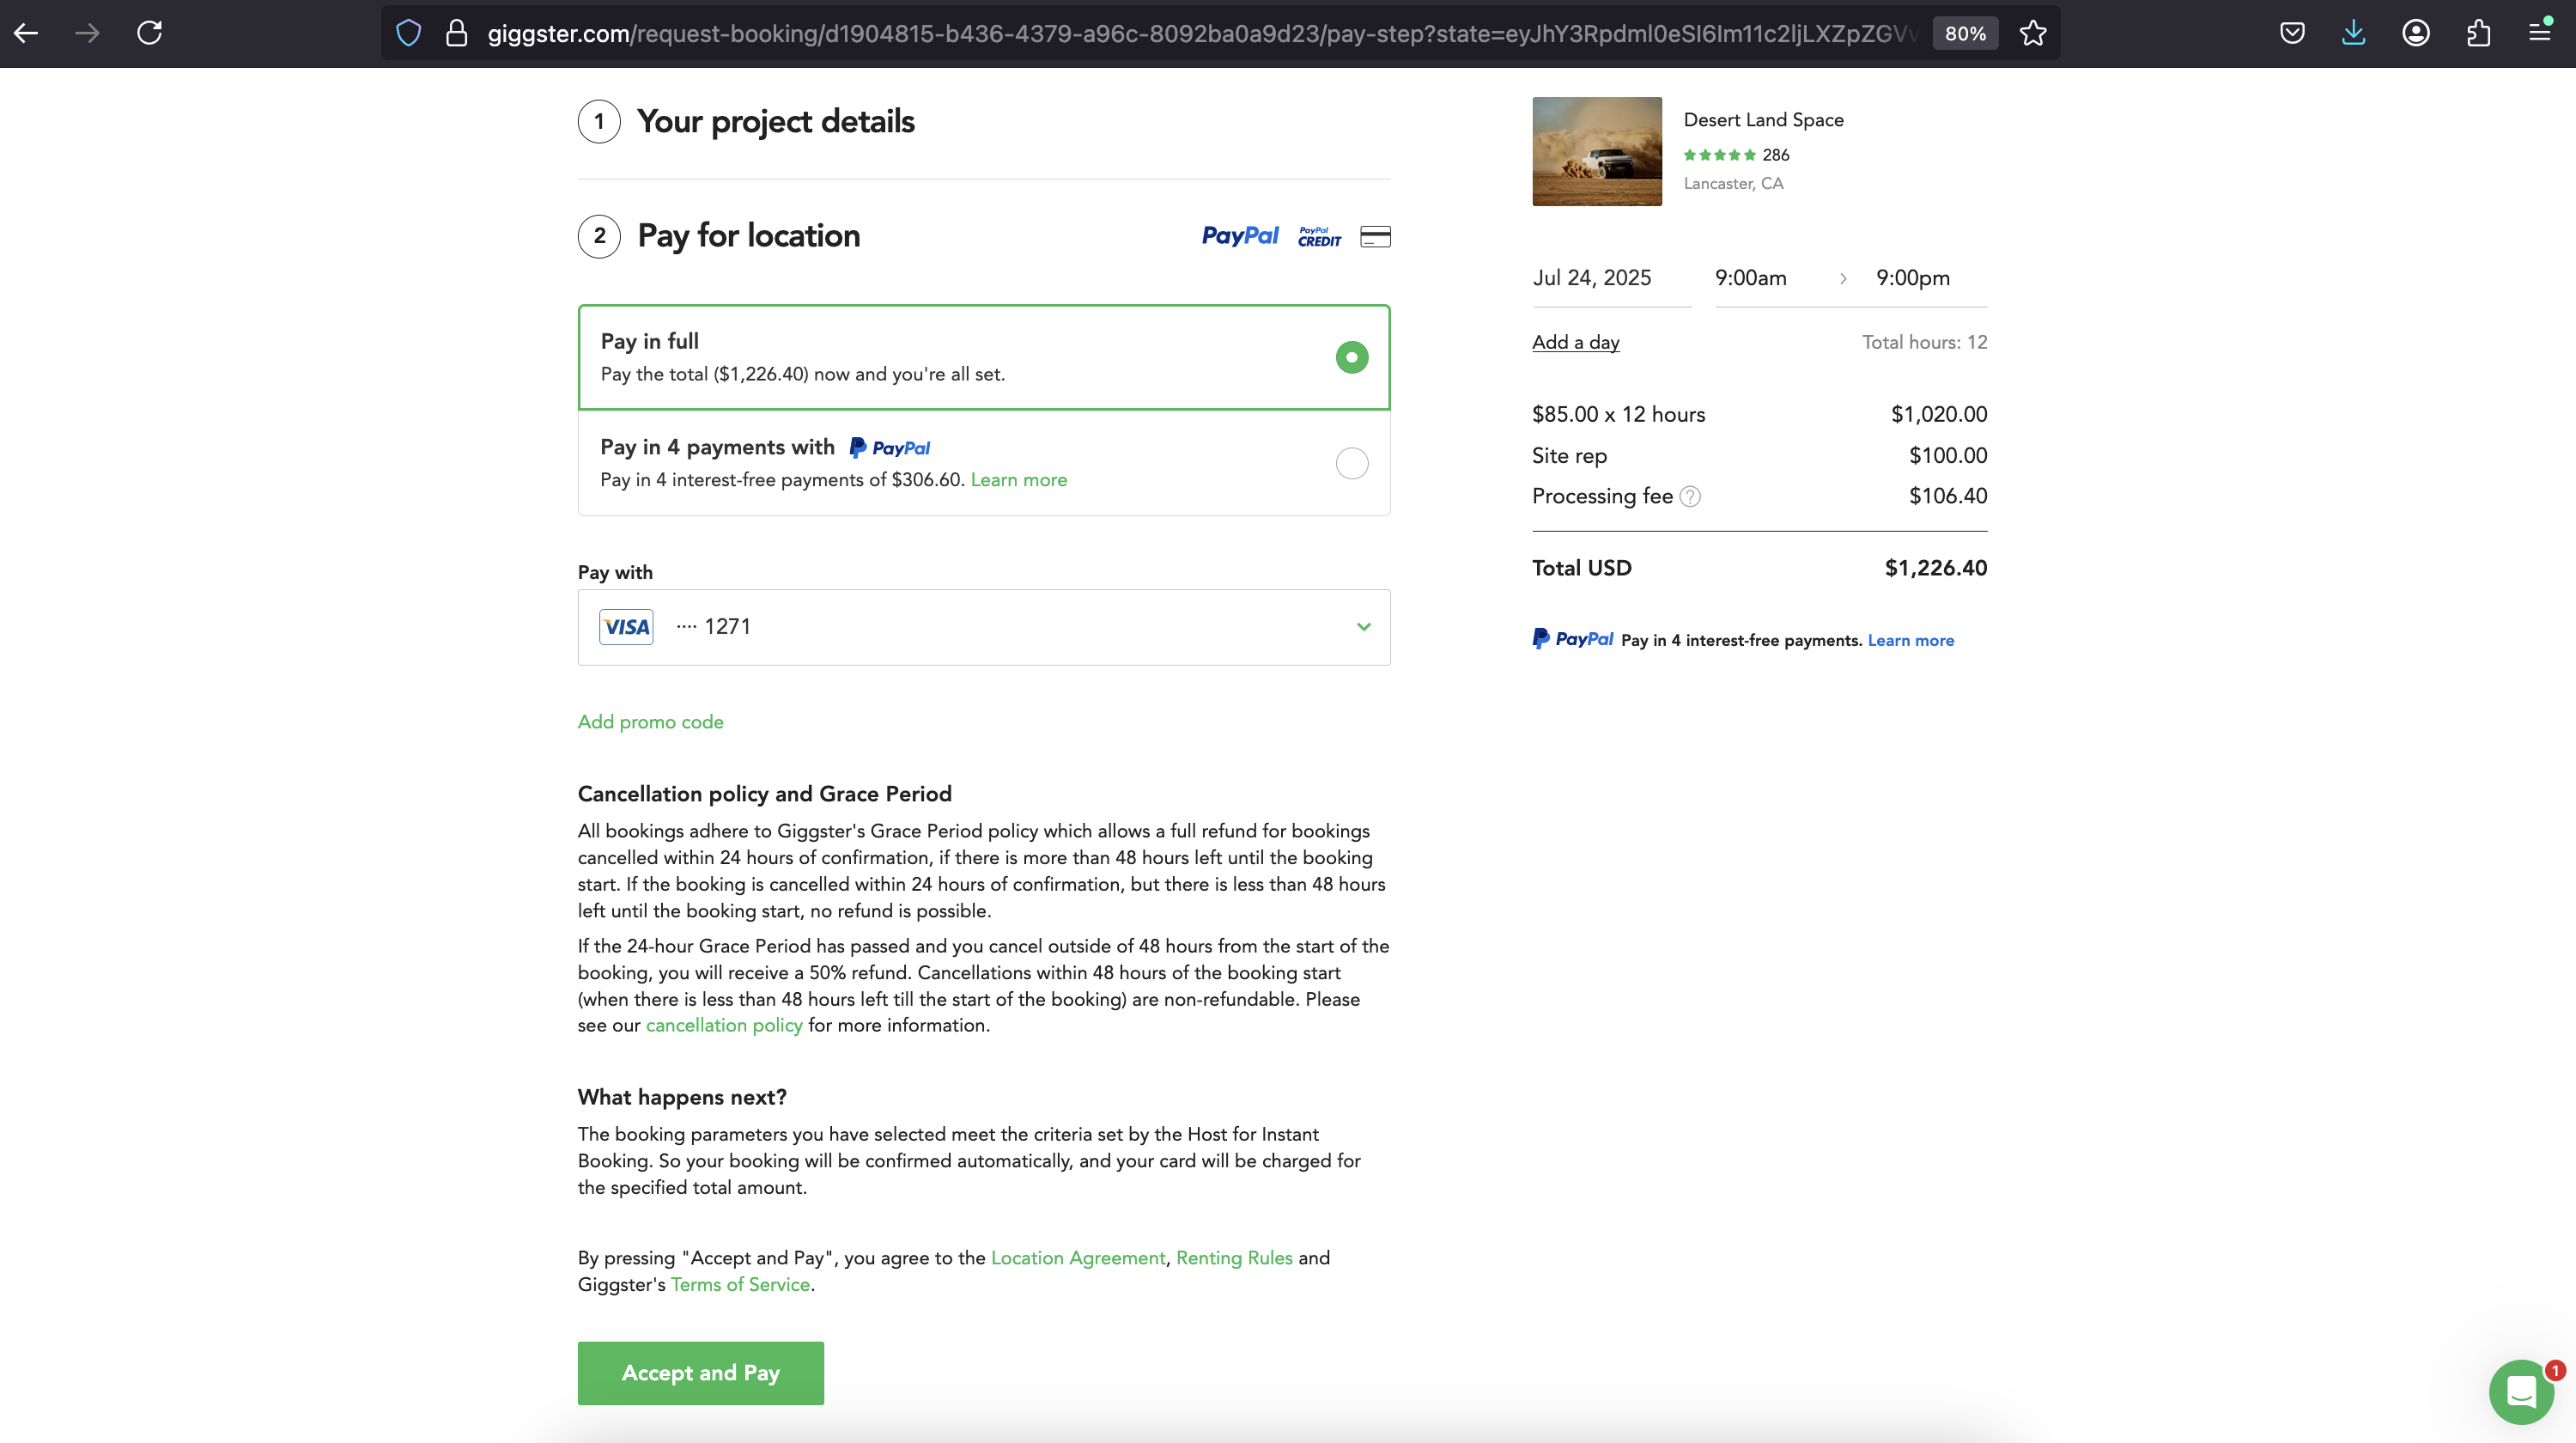 giggster.com/request-booking/d1904815-b436-4379-a96c-8092ba0a9d23/pay-step?state=
80%
1 Your project details
2 Pay for location
PayPal PayPal CREDIT
Pay in full
Pay the total ($1,226.40) now and you're all set.
Pay in 4 payments with PayPal
Pay in 4 interest-free payments of $306.60. Learn more
Pay with
VISA ···· 1271
Add promo code
Cancellation policy and Grace Period
All bookings adhere to Giggster's Grace Period policy which allows a full refund for bookings
cancelled within 24 hours of confirmation, if there is more than 48 hours left until the booking
start. If the booking is cancelled within 24 hours of confirmation, but there is less than 48 hours
left until the booking start, no refund is possible.
If the 24-hour Grace Period has passed and you cancel outside of 48 hours from the start of the
booking, you will receive a 50% refund. Cancellations within 48 hours of the booking start
(when there is less than 48 hours left till the start of the booking) are non-refundable. Please
see our cancellation policy for more information.
What happens next?
The booking parameters you have selected meet the criteria set by the Host for Instant
Booking. So your booking will be confirmed automatically, and your card will be charged for
the specified total amount.
By pressing "Accept and Pay", you agree to the Location Agreement, Renting Rules and
Giggster's Terms of Service.
Accept and Pay
Desert Land Space
286
Lancaster, CA
Jul 24, 2025 9:00am > 9:00pm
Add a day Total hours: 12
$85.00 x 12 hours $1,020.00
Site rep $100.00
Processing fee ? $106.40
Total USD $1,226.40
PayPal Pay in 4 interest-free payments. Learn more
1